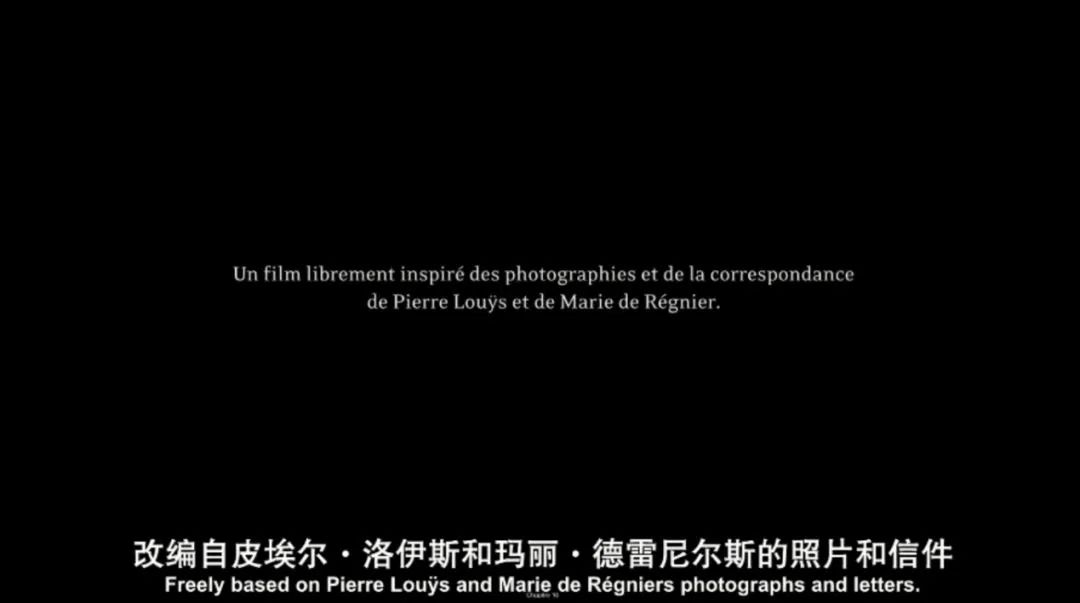 Un film librement inspiré des photographies et de la correspondance
de Pierre Louÿs et de Marie de Régnier.
改编自皮埃尔·洛伊斯和玛丽·德雷尼尔斯的照片和信件
Freely based on Pierre Louÿs and Marie de Régniers photographs and letters.